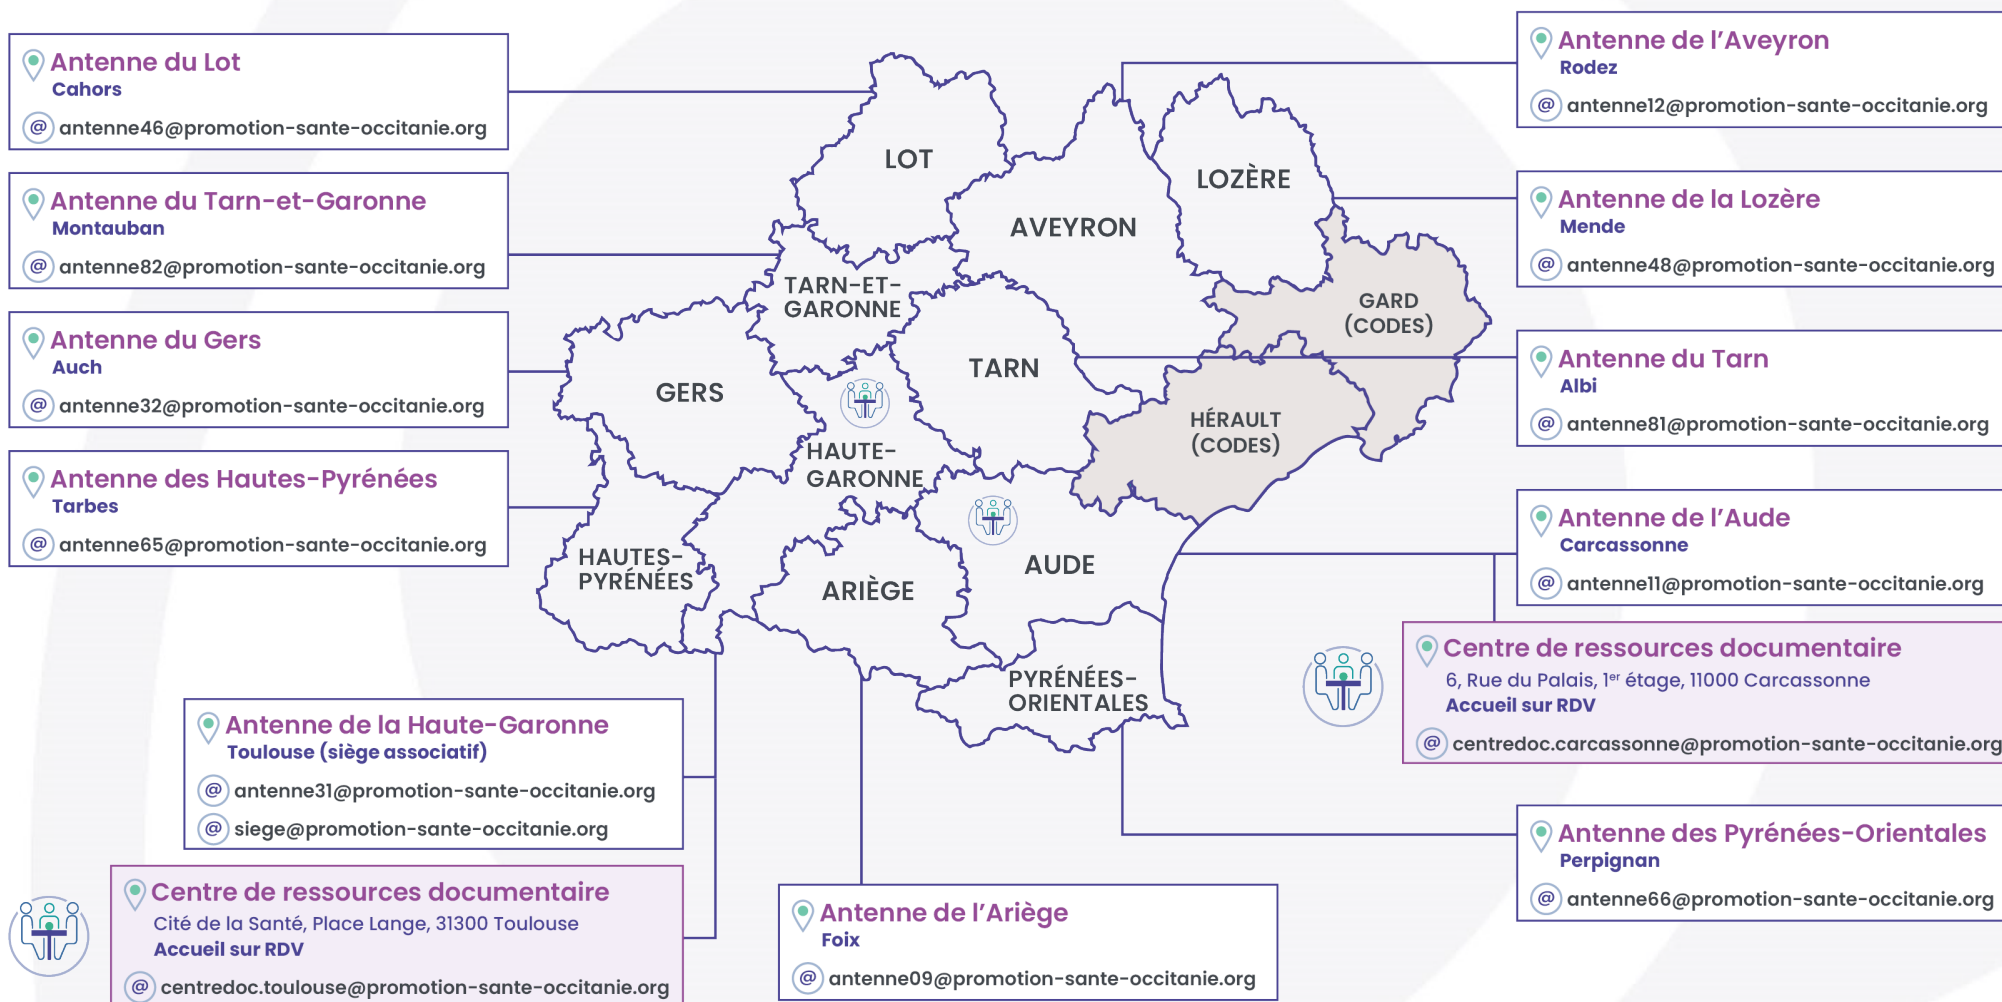 Antenne du Lot
Cahors
@ antenne46@promotion-sante-occitanie.org
Antenne du Tarn-et-Garonne
Montauban
@ antenne82@promotion-sante-occitanie.org
Antenne du Gers
Auch
@ antenne32@promotion-sante-occitanie.org
Antenne des Hautes-Pyrénées
Tarbes
@ antenne65@promotion-sante-occitanie.org
LOT
AVEYRON
LOZÈRE
TARN-ET-
GARONNE
GARD
(CODES)
GERS
TARN
HÉRAULT
(CODES)
HAUTE-
GARONNE
HAUTES-
PYRÉNÉES
ARIÈGE
AUDE
PYRÉNÉES-
ORIENTALES
Antenne de l'Aveyron
Rodez
@ antenne12@promotion-sante-occitanie.org
Antenne de la Lozère
Mende
@ antenne48@promotion-sante-occitanie.org
Antenne du Tarn
Albi
@ antenne81@promotion-sante-occitanie.org
Antenne de l'Aude
Carcassonne
@ antenne11@promotion-sante-occitanie.org
Centre de ressources documentaire
6, Rue du Palais, 1er étage, 11000 Carcassonne
Accueil sur RDV
@ centredoc.carcassonne@promotion-sante-occitanie.org
Antenne des Pyrénées-Orientales
Perpignan
@ antenne66@promotion-sante-occitanie.org
Antenne de la Haute-Garonne
Toulouse (siège associatif)
@ antenne31@promotion-sante-occitanie.org
@ siege@promotion-sante-occitanie.org
Centre de ressources documentaire
Cité de la Santé, Place Lange, 31300 Toulouse
Accueil sur RDV
@ centredoc.toulouse@promotion-sante-occitanie.org
Antenne de l'Ariège
Foix
@ antenne09@promotion-sante-occitanie.org